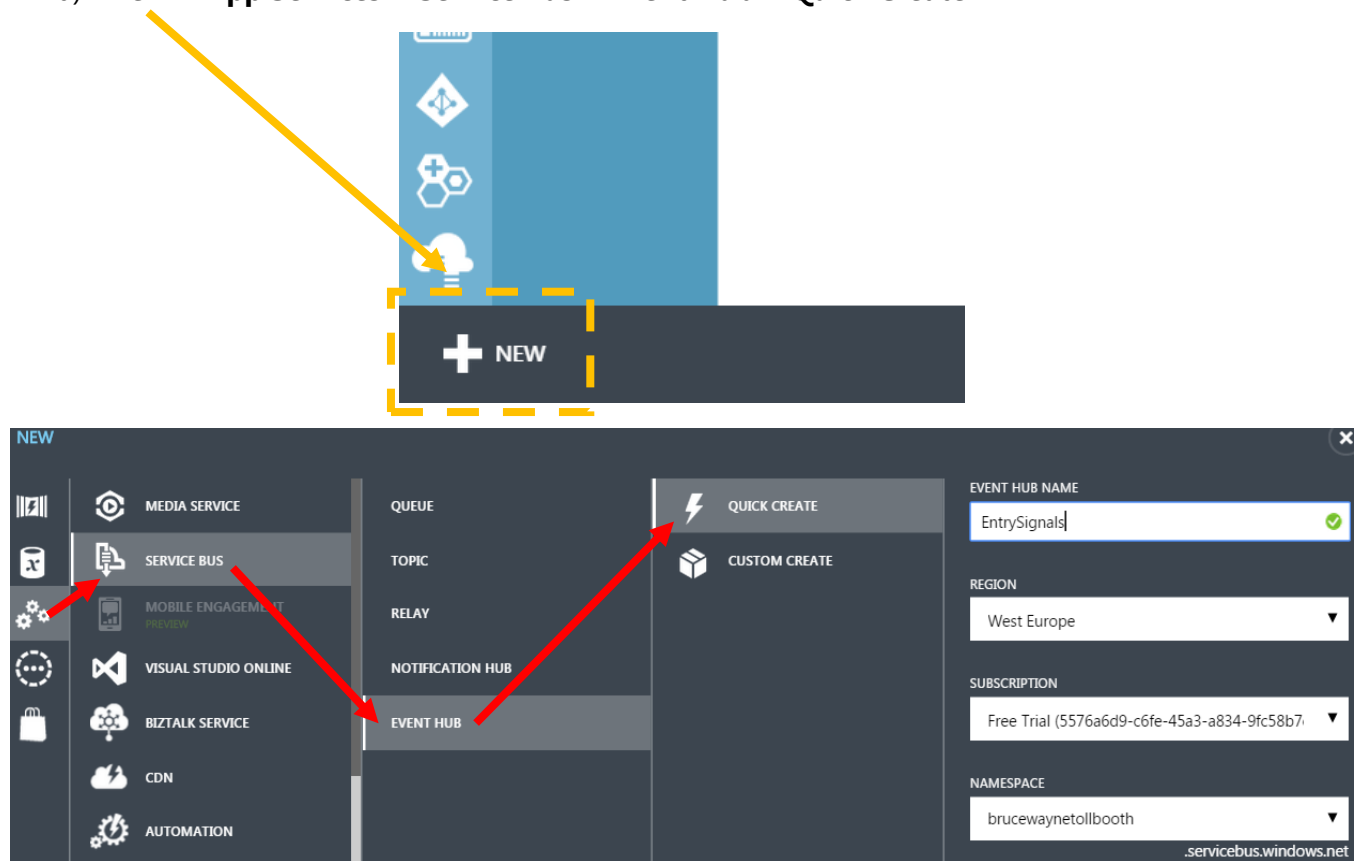 NEW
NEW
MEDIA SERVICE
SERVICE BUS
MOBILE ENGAGEMENT
PREVIEW
VISUAL STUDIO ONLINE
BIZTALK SERVICE
CDN
AUTOMATION
QUEUE
TOPIC
RELAY
NOTIFICATION HUB
EVENT HUB
QUICK CREATE
CUSTOM CREATE
EVENT HUB NAME
EntrySignals
REGION
West Europe
SUBSCRIPTION
Free Trial (5576a6d9-c6fe-45a3-a834-9fc58b7
NAMESPACE
brucewaynetollbooth
.servicebus.windows.net